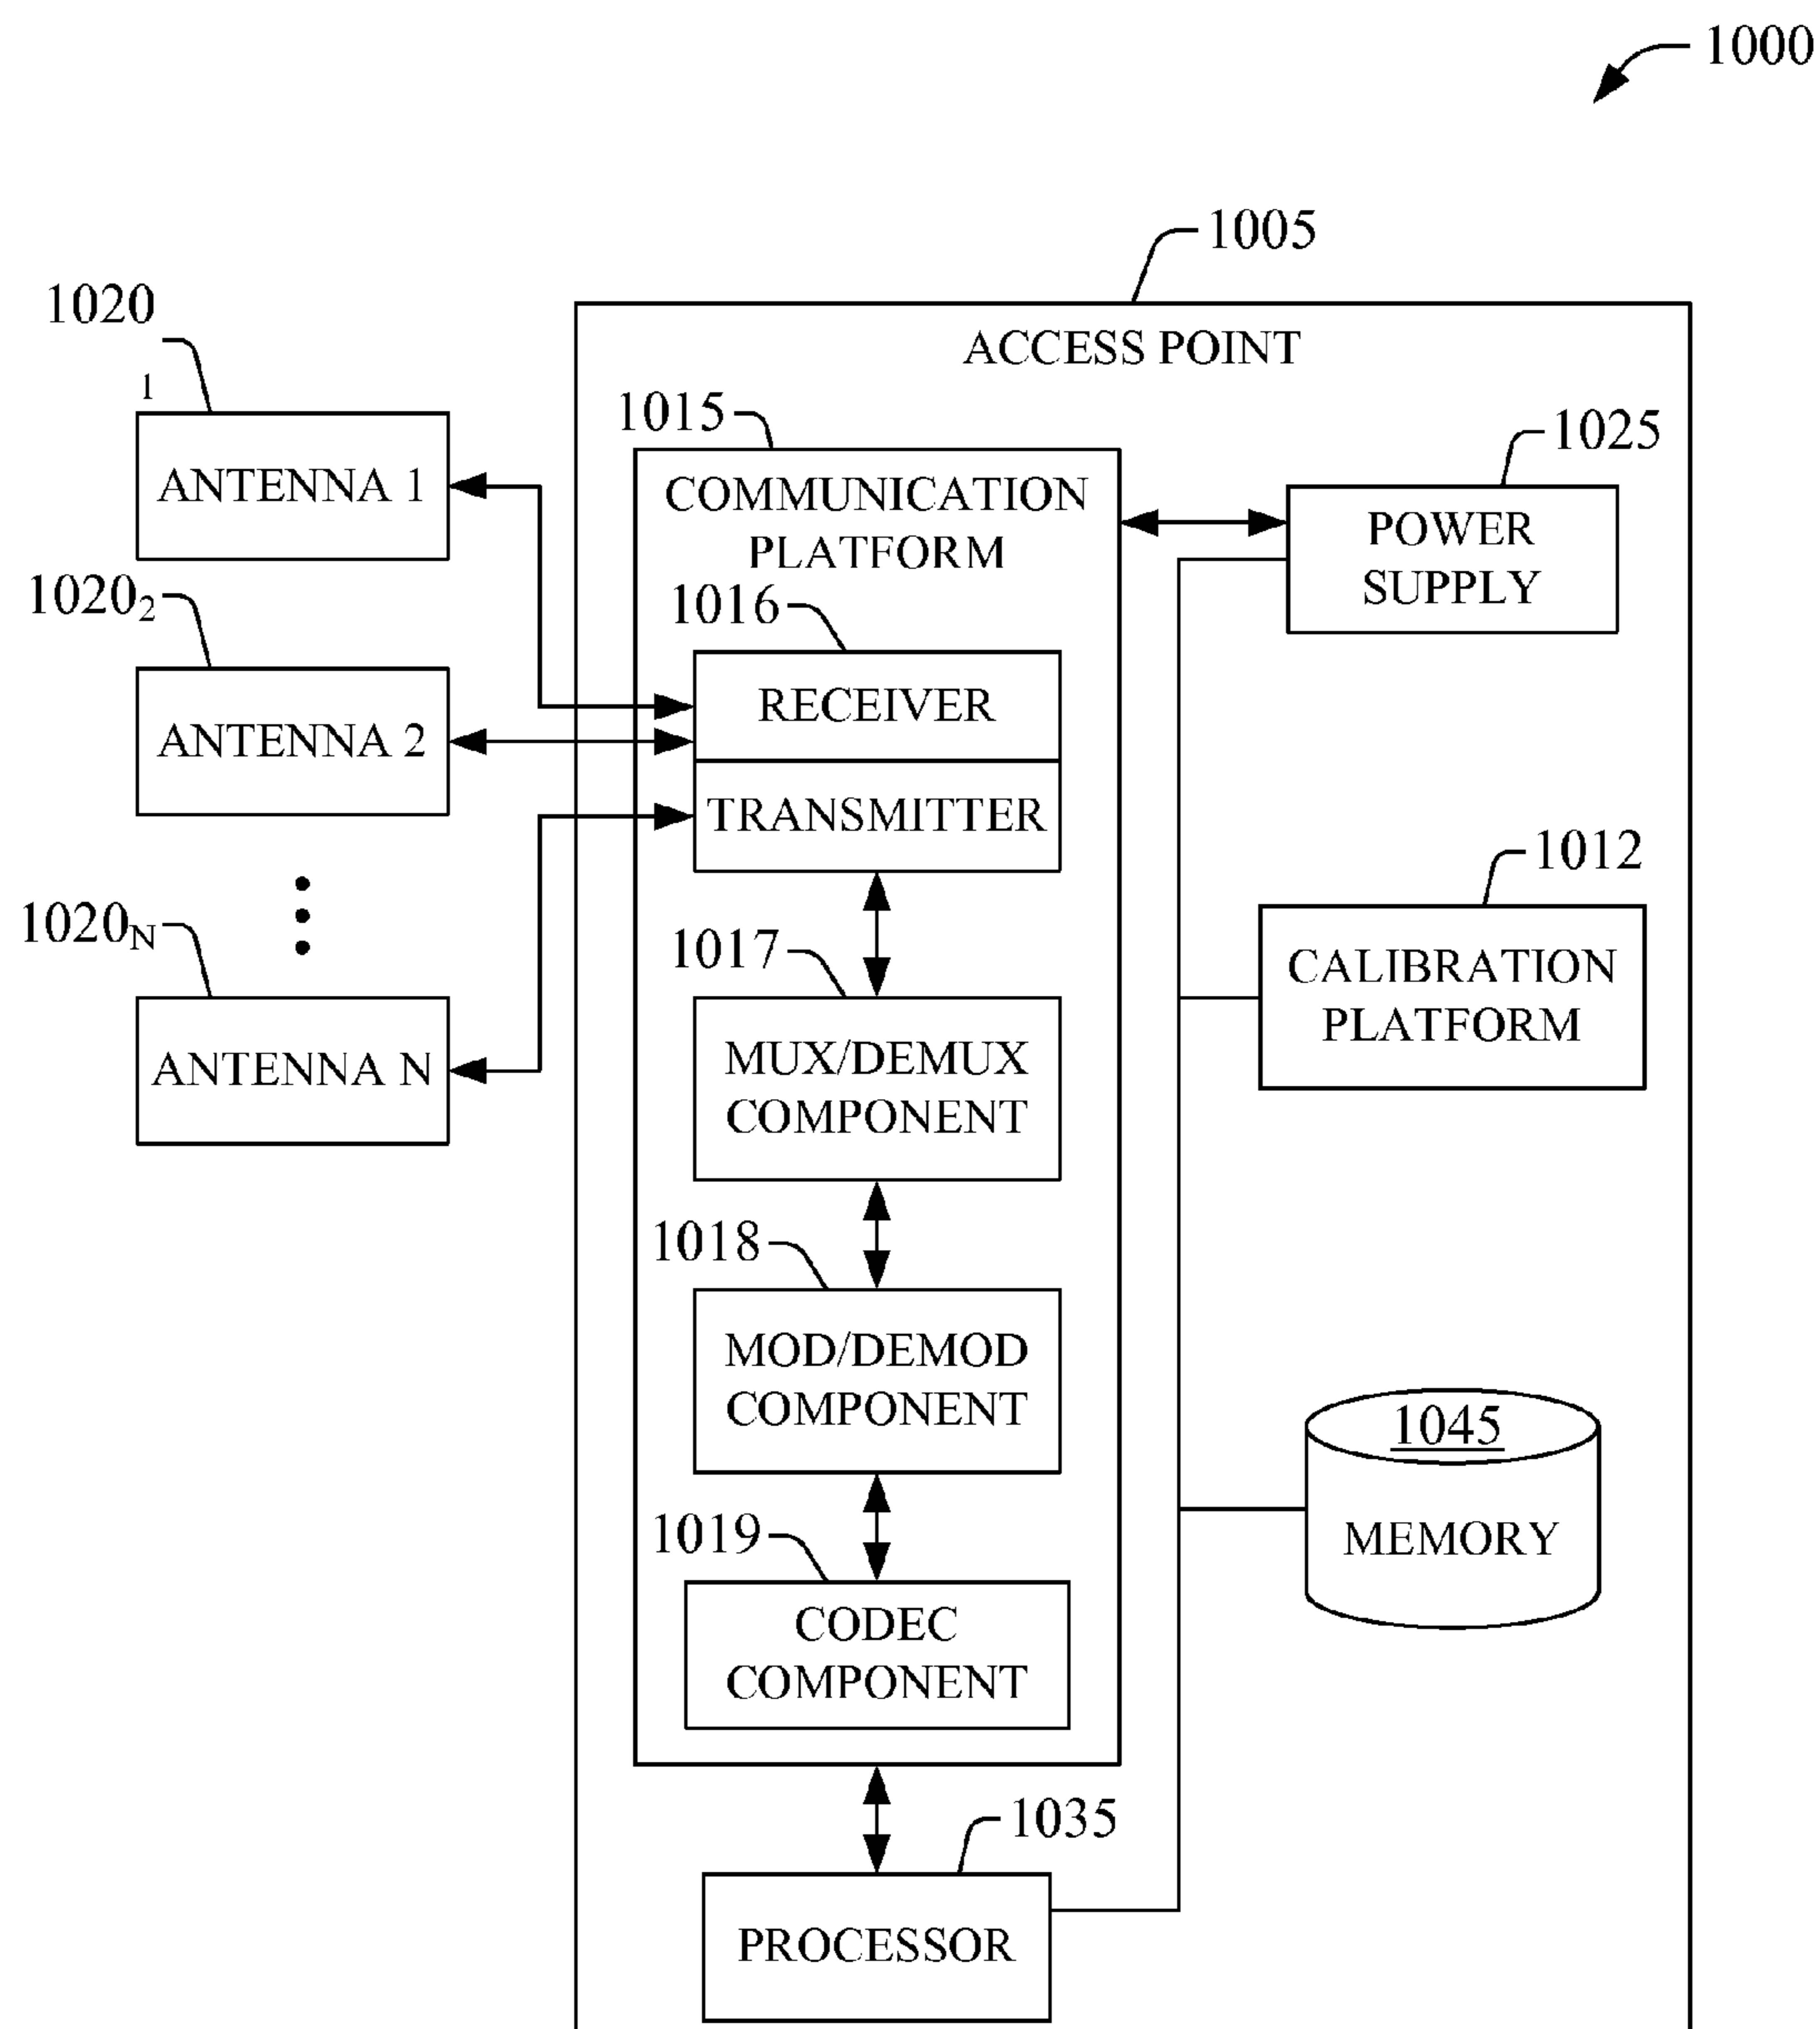 1000
1005
ACCESS POINT
1020
1
ANTENNA 1
1015
COMMUNICATION
PLATFORM
1025
POWER
SUPPLY
1020₂
ANTENNA 2
1016
RECEIVER
TRANSMITTER
1012
CALIBRATION
PLATFORM
1020N
ANTENNA N
1017
MUX/DEMUX
COMPONENT
1018
MOD/DEMOD
COMPONENT
1045
MEMORY
1019
CODEC
COMPONENT
1035
PROCESSOR